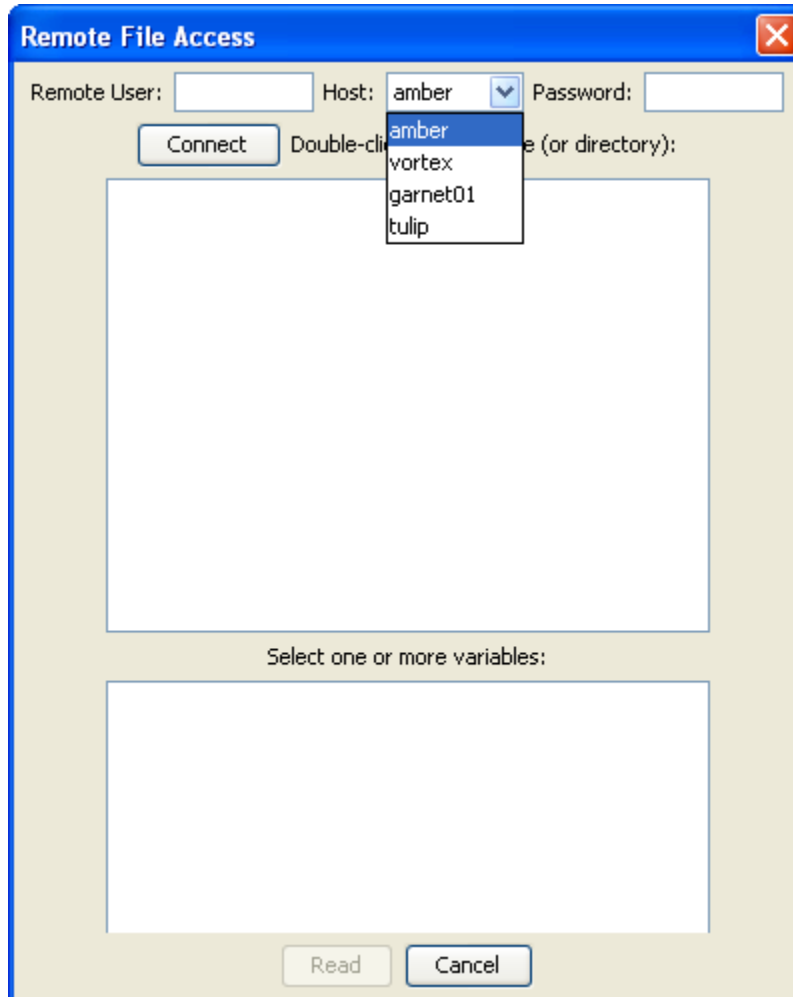 Remote File Access
Remote User: Host: amber Password:
Connect Double-cli e (or directory):
amber
vortex
garnet01
tulip
Select one or more variables:
Read Cancel